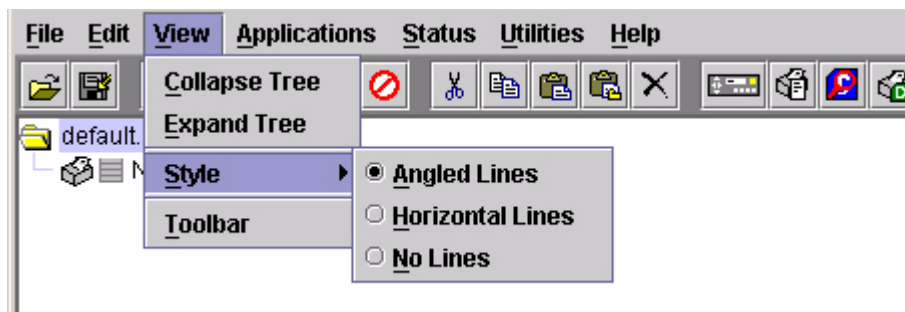 File Edit View Applications Status Utilities Help
Collapse Tree
Expand Tree
default.
Style
Angled Lines
Toolbar
Horizontal Lines
No Lines